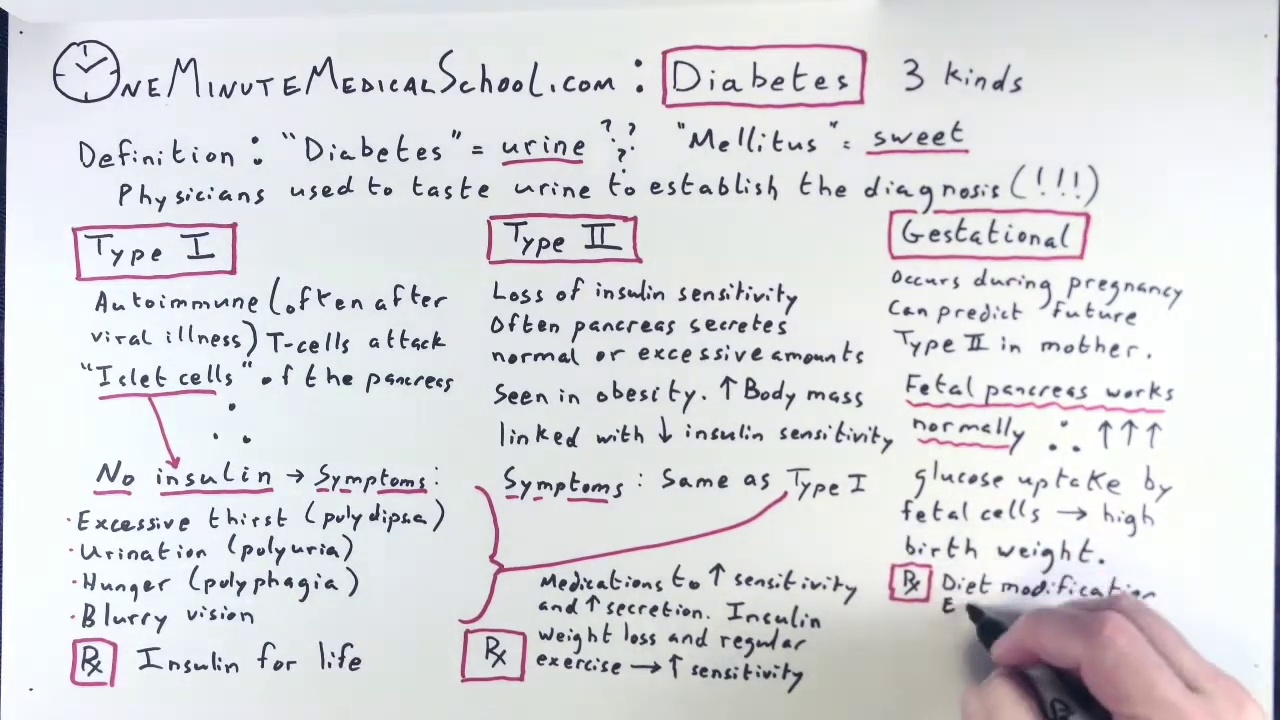 ONEMINUTEMEDICALSCHOOL.COM : Diabetes 3 kinds
Definition : "Diabetes" = urine ??? "Mellitus" = sweet
Physicians used to taste urine to establish the diagnosis (!!!)
Type I
Autoimmune (often after
viral illness) T-cells attack
"Islet cells" of the pancreas
∴
No insulin → Symptoms :
· Excessive thirst (polydipsia)
· Urination (polyuria)
· Hunger (polyphagia)
· Blurry vision
Rx Insulin for life
Type II
Loss of insulin sensitivity
Often pancreas secretes
normal or excessive amounts
Seen in obesity. ↑ Body mass
linked with ↓ insulin sensitivity
Symptoms : Same as Type I
Medications to ↑ sensitivity
and ↑ secretion. Insulin
weight loss and regular
Rx exercise → ↑ sensitivity
Gestational
Occurs during pregnancy
Can predict future
Type II in mother.
Fetal pancreas works
normally ∴ ↑↑↑
glucose uptake by
fetal cells → high
birth weight.
Rx Diet modification
E